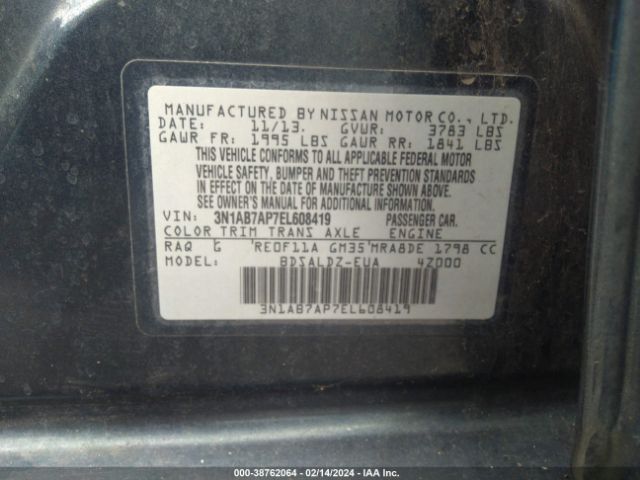 MANUFACTURED BY NISSAN MOTOR CO., LTD.
DATE: 11/13. GVWR: 3783 LBS
GAWR FR: 1995 LBS GAWR RR: 1841 LBS
THIS VEHICLE CONFORMS TO ALL APPLICABLE FEDERAL MOTOR
VEHICLE SAFETY, BUMPER AND THEFT PREVENTION STANDARDS
IN EFFECT ON THE DATE OF MANUFACTURE SHOWN ABOVE.
SEE OWNER'S MANUAL FOR ADDITIONAL INFORMATION.
VIN: 3N1AB7AP7EL608419 PASSENGER CAR.
COLOR TRIM TRANS AXLE ENGINE
RAQ G RE0F11A GM35 MRA8DE 1798 CC
MODEL: BDSALDZ-EUA 4Z000
3N1AB7AP7EL608419
000-38762064 - 02/14/2024 - IAA Inc.